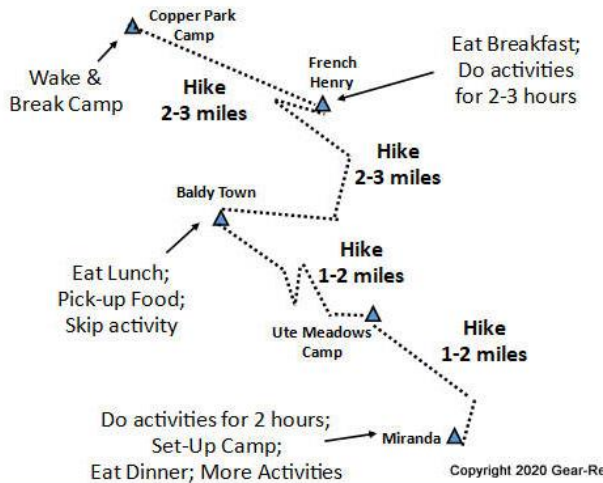 Copper Park
Camp
Wake &
Break Camp
Hike
2-3 miles
French
Henry
Eat Breakfast;
Do activities
for 2-3 hours
Hike
2-3 miles
Baldy Town
Eat Lunch;
Pick-up Food;
Skip activity
Hike
1-2 miles
Ute Meadows
Camp
Hike
1-2 miles
Do activities for 2 hours;
Set-Up Camp;
Eat Dinner; More Activities
Miranda
Copyright 2020 Gear-Re